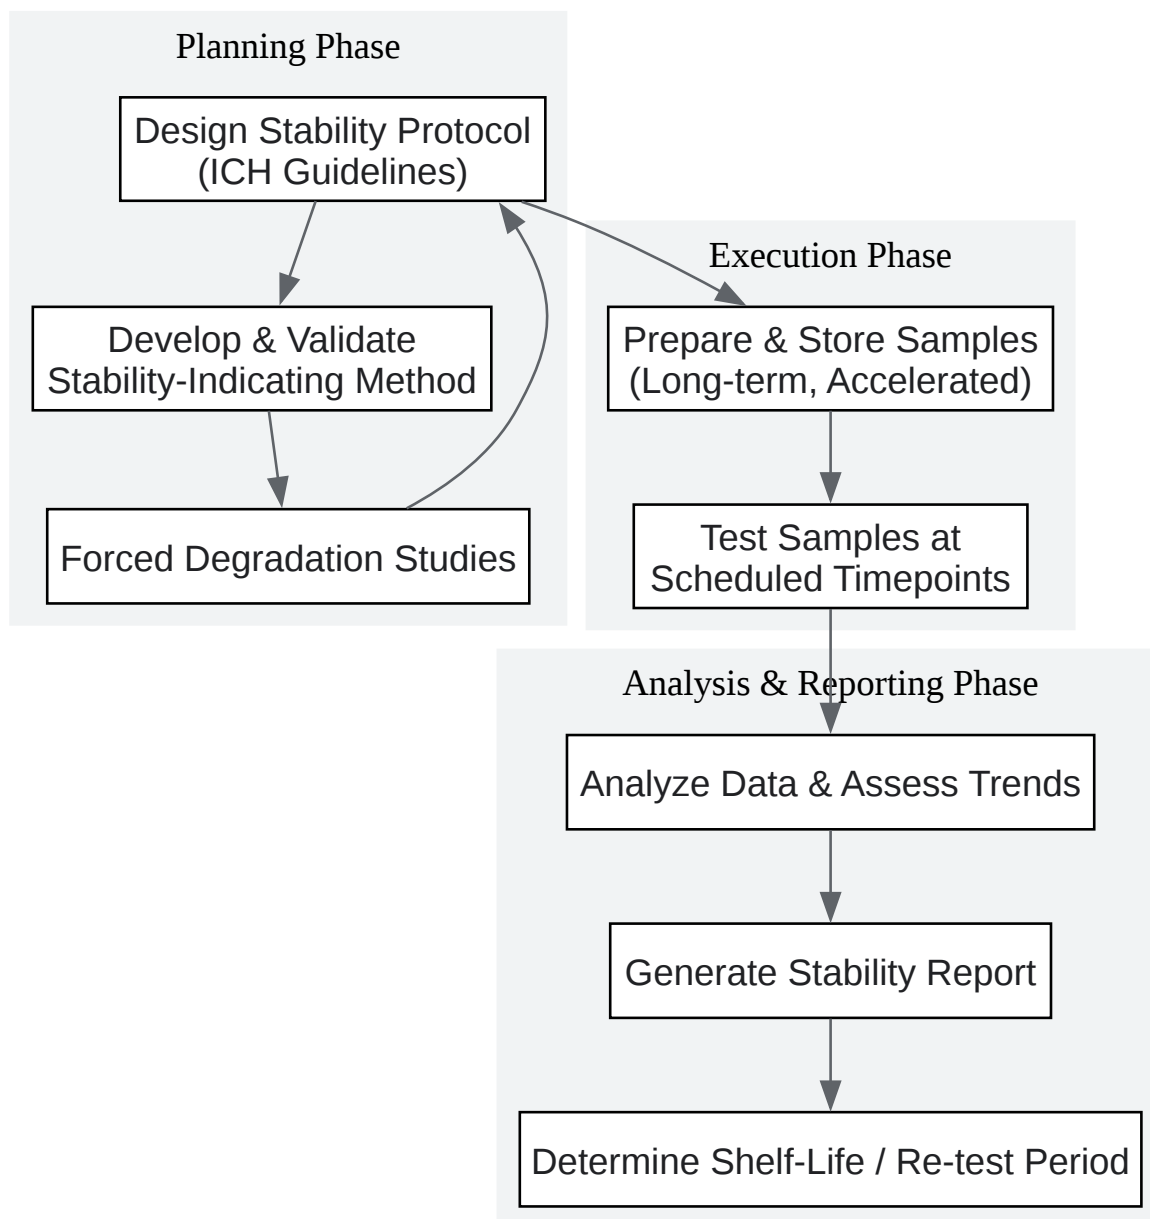 Planning Phase
Design Stability Protocol
(ICH Guidelines)
Develop & Validate
Stability-Indicating Method
Forced Degradation Studies
Execution Phase
Prepare & Store Samples
(Long-term, Accelerated)
Test Samples at
Scheduled Timepoints
Analysis & Reporting Phase
Analyze Data & Assess Trends
Generate Stability Report
Determine Shelf-Life / Re-test Period